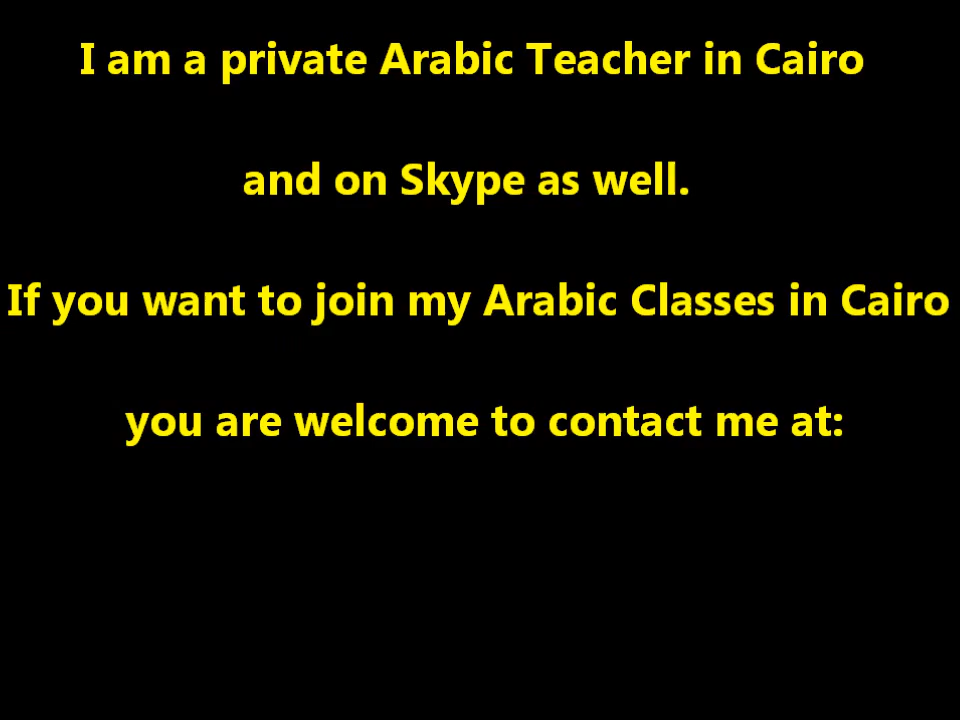 I am a private Arabic Teacher in Cairo
and on Skype as well.
If you want to join my Arabic Classes in Cairo
you are welcome to contact me at: